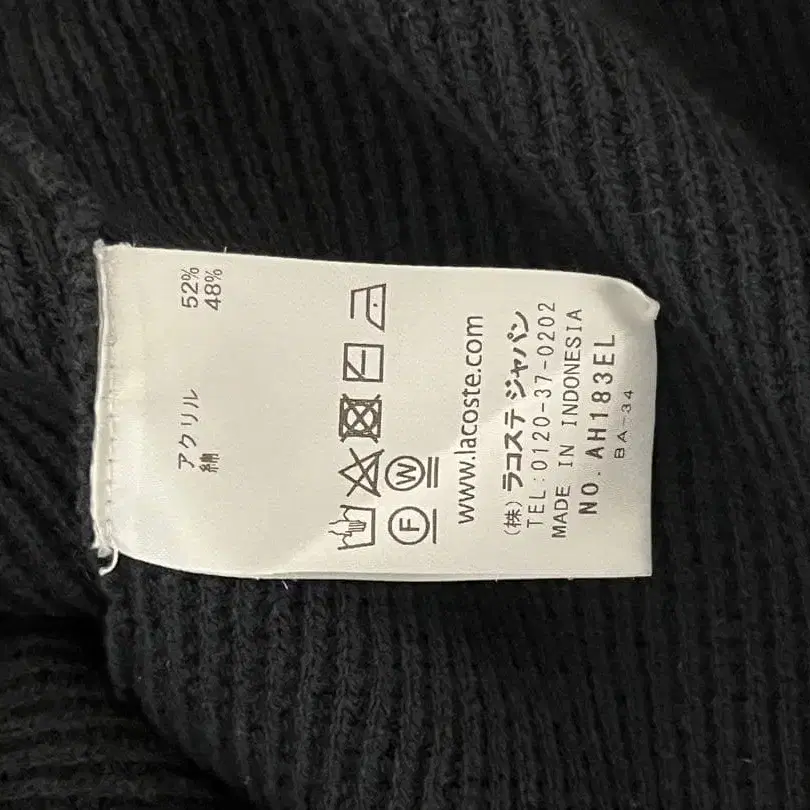 アクリル 52%
綿 48%
W
F
www.lacoste.com
(株)ラコステ ジャパン
TEL:0120-37-0202
MADE IN INDONESIA
NO. AH183EL
BA-34